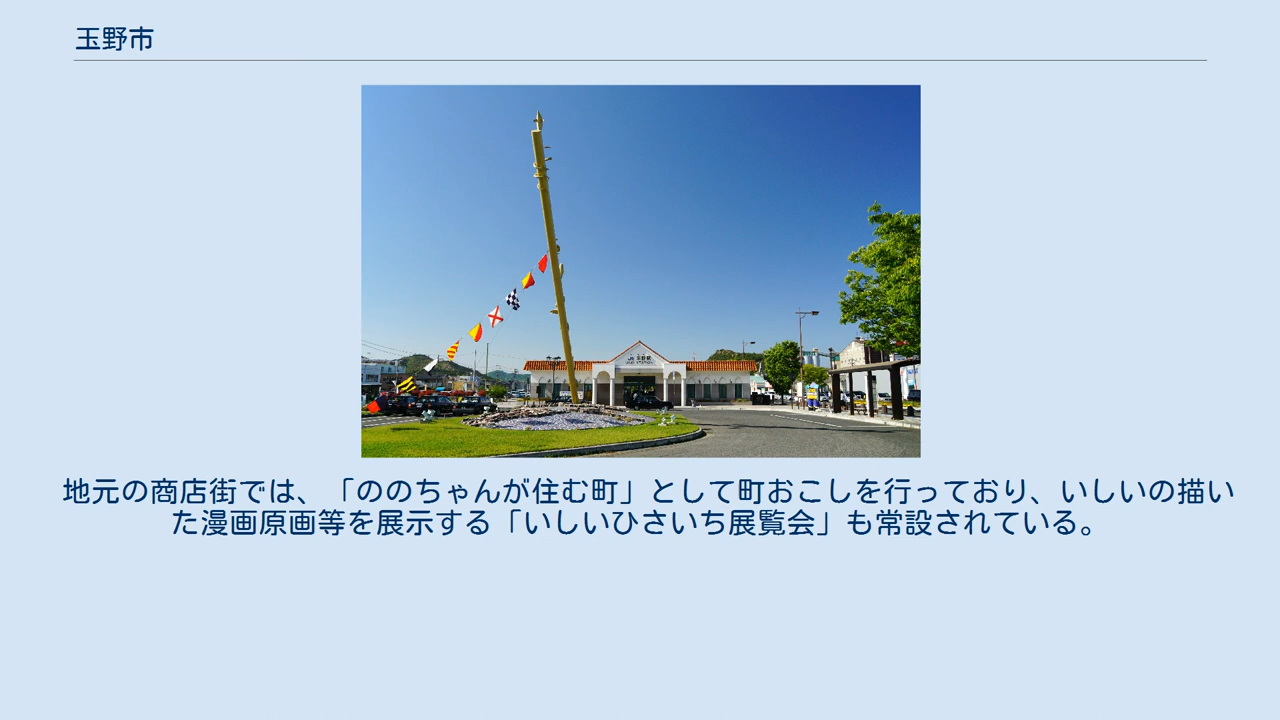 玉野市
地元の商店街では、「ののちゃんが住む町」として町おこしを行っており、いしいの描い
た漫画原画等を展示する「いしいひさいち展覧会」も常設されている。